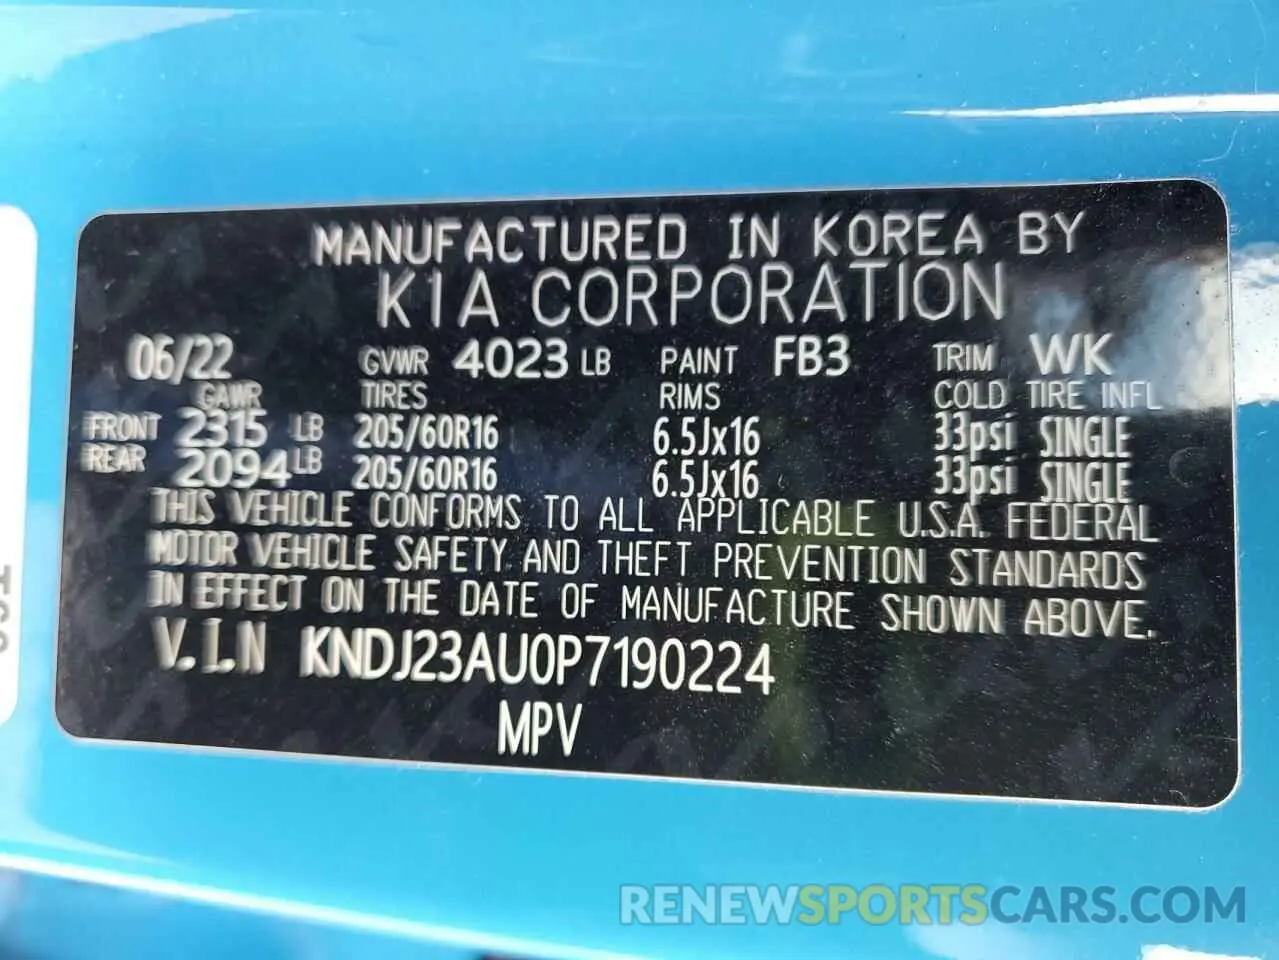 MANUFACTURED IN KOREA BY
KIA CORPORATION
06/22 GVWR 4023 LB PAINT FB3 TRIM WK
GAWR TIRES RIMS COLD TIRE INFL
FRONT 2315 LB 205/60R16 6.5Jx16 33psi SINGLE
REAR 2094 LB 205/60R16 6.5Jx16 33psi SINGLE
THIS VEHICLE CONFORMS TO ALL APPLICABLE U.S.A. FEDERAL
MOTOR VEHICLE SAFETY AND THEFT PREVENTION STANDARDS
IN EFFECT ON THE DATE OF MANUFACTURE SHOWN ABOVE.
V.I.N KNDJ23AU0P7190224
MPV
RENEWSPORTSCARS.COM